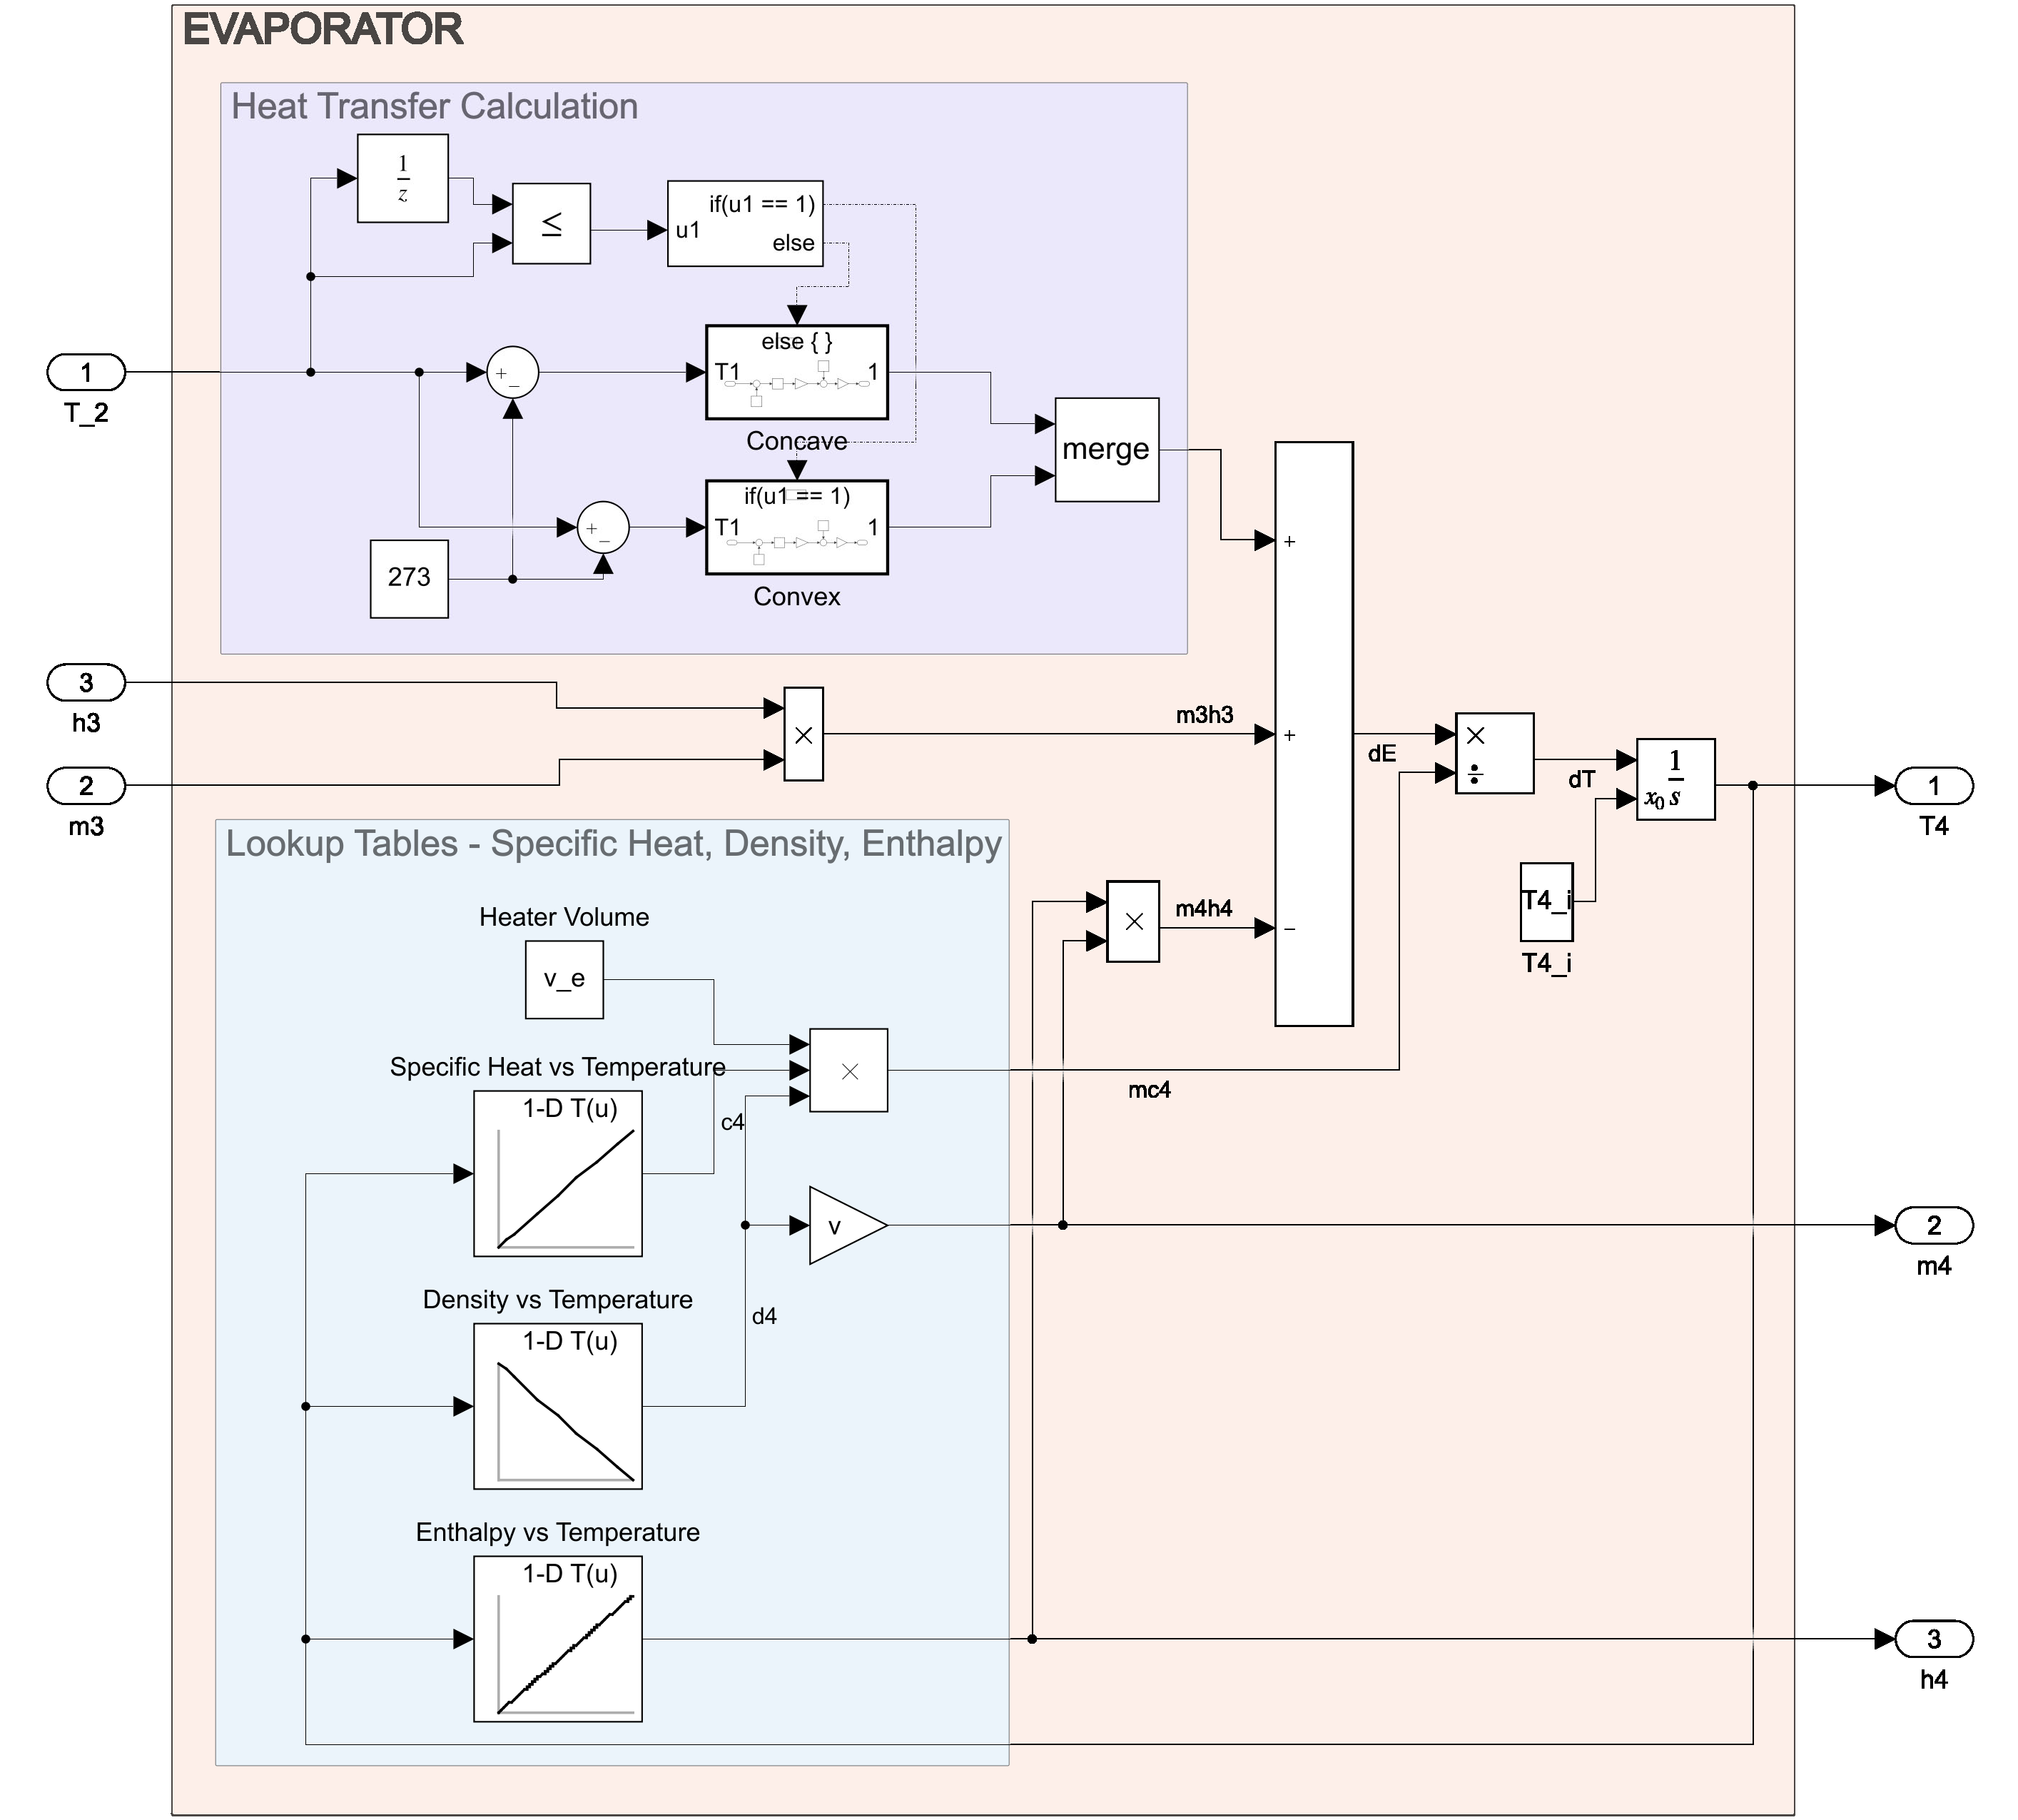 EVAPORATOR
Heat Transfer Calculation
1
z
≤
u1
if(u1 == 1)
else
1
T_2
+
−
else { }
T1
1
Concave
merge
if(u1 == 1)
T1
1
Convex
+
−
273
+
3
h3
×
m3h3
+
dE
×
÷
dT
1
x0 s
1
T4
2
m3
Lookup Tables - Specific Heat, Density, Enthalpy
T4_i
T4_i
×
m4h4
−
Heater Volume
v_e
Specific Heat vs Temperature
×
mc4
1-D T(u)
c4
v
2
m4
Density vs Temperature
d4
1-D T(u)
Enthalpy vs Temperature
1-D T(u)
3
h4